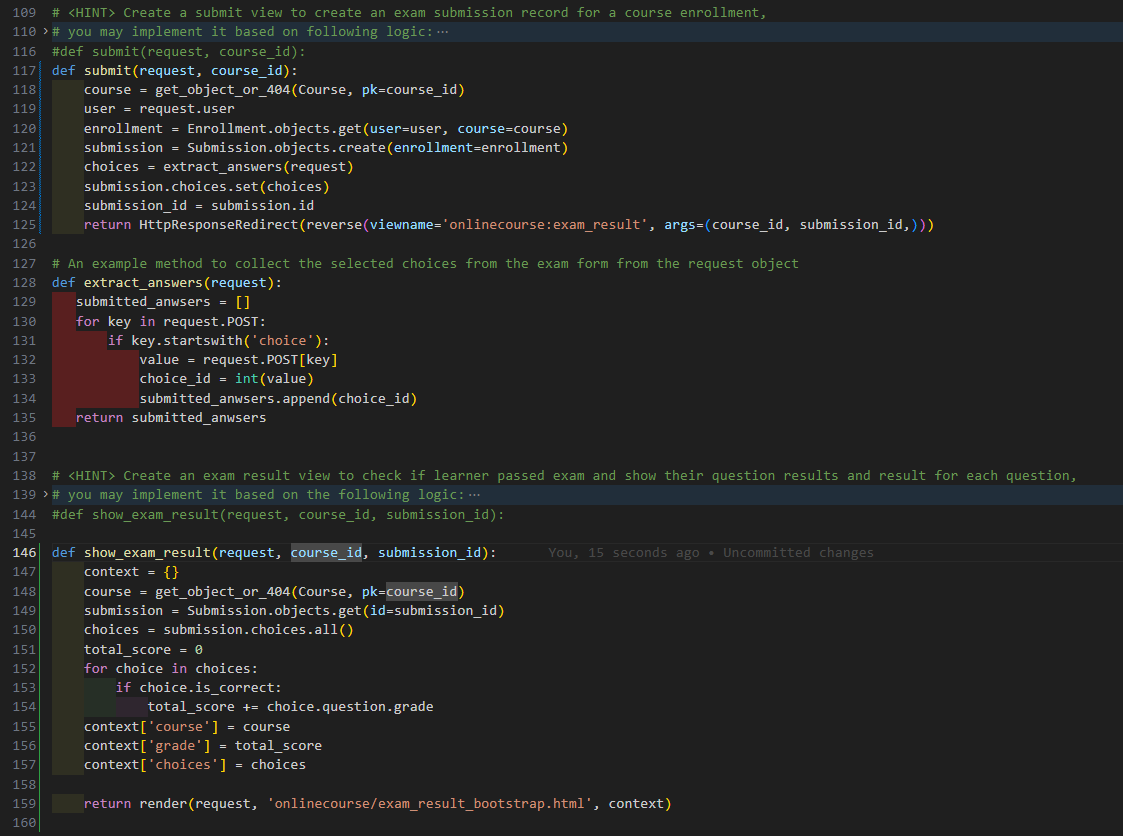 109 # <HINT> Create a submit view to create an exam submission record for a course enrollment,
110 > # you may implement it based on following logic: ···
116 #def submit(request, course_id):
117 def submit(request, course_id):
118     course = get_object_or_404(Course, pk=course_id)
119     user = request.user
120     enrollment = Enrollment.objects.get(user=user, course=course)
121     submission = Submission.objects.create(enrollment=enrollment)
122     choices = extract_answers(request)
123     submission.choices.set(choices)
124     submission_id = submission.id
125     return HttpResponseRedirect(reverse(viewname='onlinecourse:exam_result', args=(course_id, submission_id,)))
126
127 # An example method to collect the selected choices from the exam form from the request object
128 def extract_answers(request):
129    submitted_anwsers = []
130    for key in request.POST:
131        if key.startswith('choice'):
132            value = request.POST[key]
133            choice_id = int(value)
134            submitted_anwsers.append(choice_id)
135    return submitted_anwsers
136
137
138 # <HINT> Create an exam result view to check if learner passed exam and show their question results and result for each question,
139 > # you may implement it based on the following logic: ···
144 #def show_exam_result(request, course_id, submission_id):
145
146 def show_exam_result(request, course_id, submission_id): You, 15 seconds ago • Uncommitted changes
147     context = {}
148     course = get_object_or_404(Course, pk=course_id)
149     submission = Submission.objects.get(id=submission_id)
150     choices = submission.choices.all()
151     total_score = 0
152     for choice in choices:
153         if choice.is_correct:
154             total_score += choice.question.grade
155     context['course'] = course
156     context['grade'] = total_score
157     context['choices'] = choices
158
159     return render(request, 'onlinecourse/exam_result_bootstrap.html', context)
160